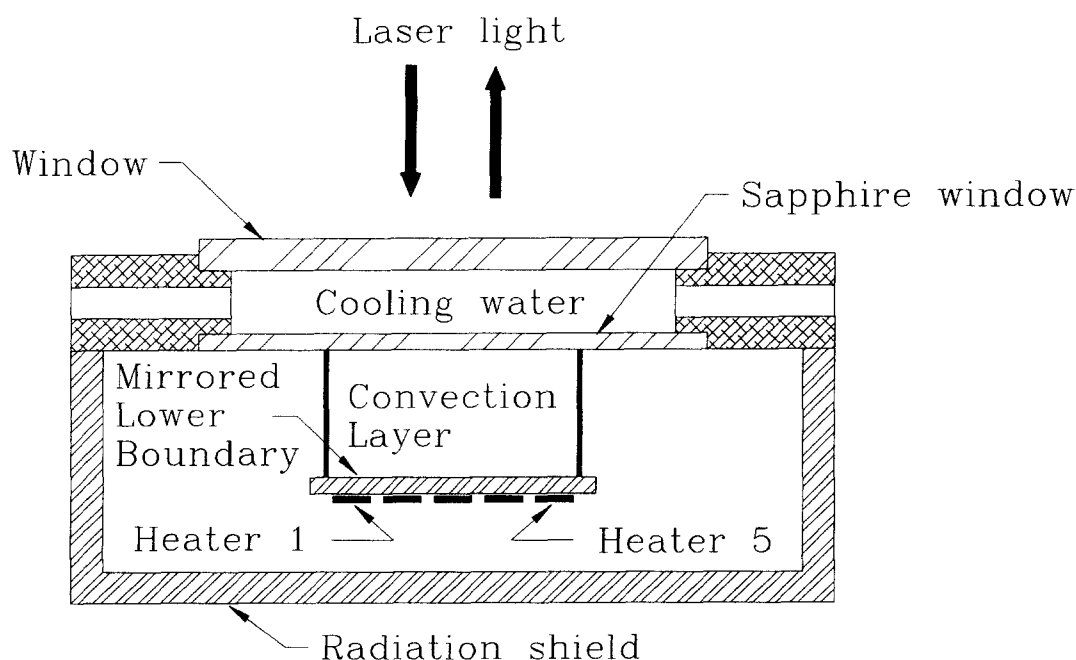 Laser light
Window
Sapphire window
Cooling water
Mirrored
Lower
Boundary
Convection
Layer
Heater 1
Heater 5
Radiation shield